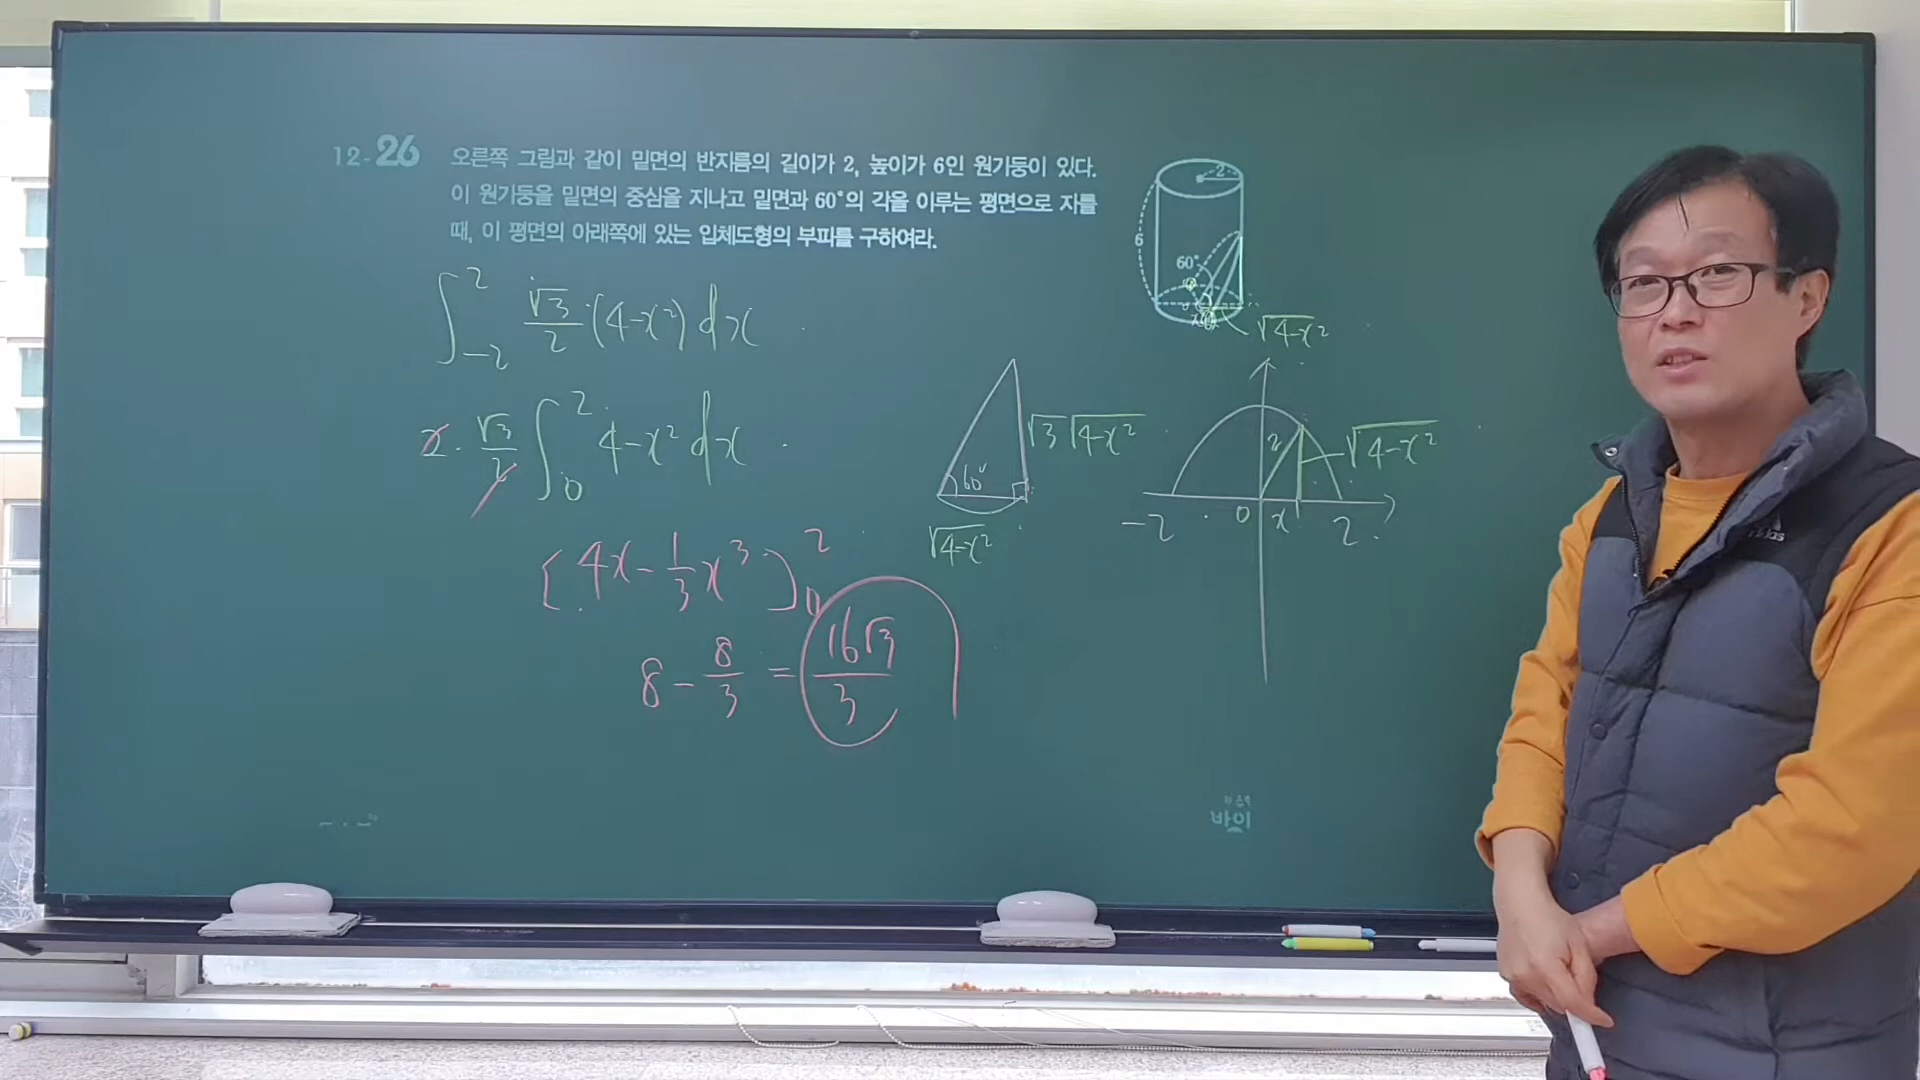 12-26 오른쪽 그림과 같이 밑면의 반지름의 길이가 2, 높이가 6인 원기둥이 있다.
이 원기둥을 밑면의 중심을 지나고 밑면과 60°의 각을 이루는 평면으로 자를
때, 이 평면의 아래쪽에 있는 입체도형의 부피를 구하여라.
2
6
60°
√4-x²
∫₋₂² √3/2 (4-x²) dx
2· √3/2 ∫₀² 4-x² dx
[4x - 1/3 x³]₀²
8 - 8/3 = 16√3/3
60°
√3 √4-x²
√4-x²
2
√4-x²
-2 0 x 2
바이
adidas